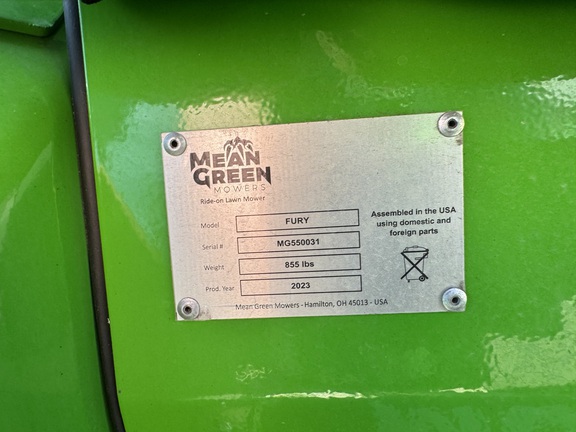 MEAN
GREEN
MOWERS
Ride-on Lawn Mower
Model FURY
Serial # MG550031
Weight 855 lbs
Prod. Year 2023
Assembled in the USA
using domestic and
foreign parts
Mean Green Mowers - Hamilton, OH 45013 - USA